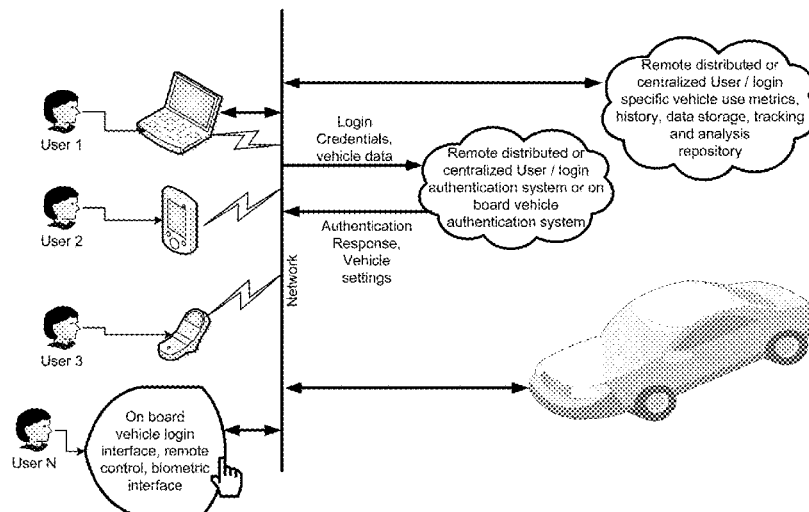 Remote distributed or
centralized User / login
specific vehicle use metrics,
history, data storage, tracking
and analysis
repository
User 1
Login
Credentials,
vehicle data
Remote distributed or
centralized User / login
authentication system or on
board vehicle
authentication system
User 2
Authentication
Response,
Vehicle
settings
Network
User 3
On board
vehicle login
interface, remote
control, biometric
interface
User N